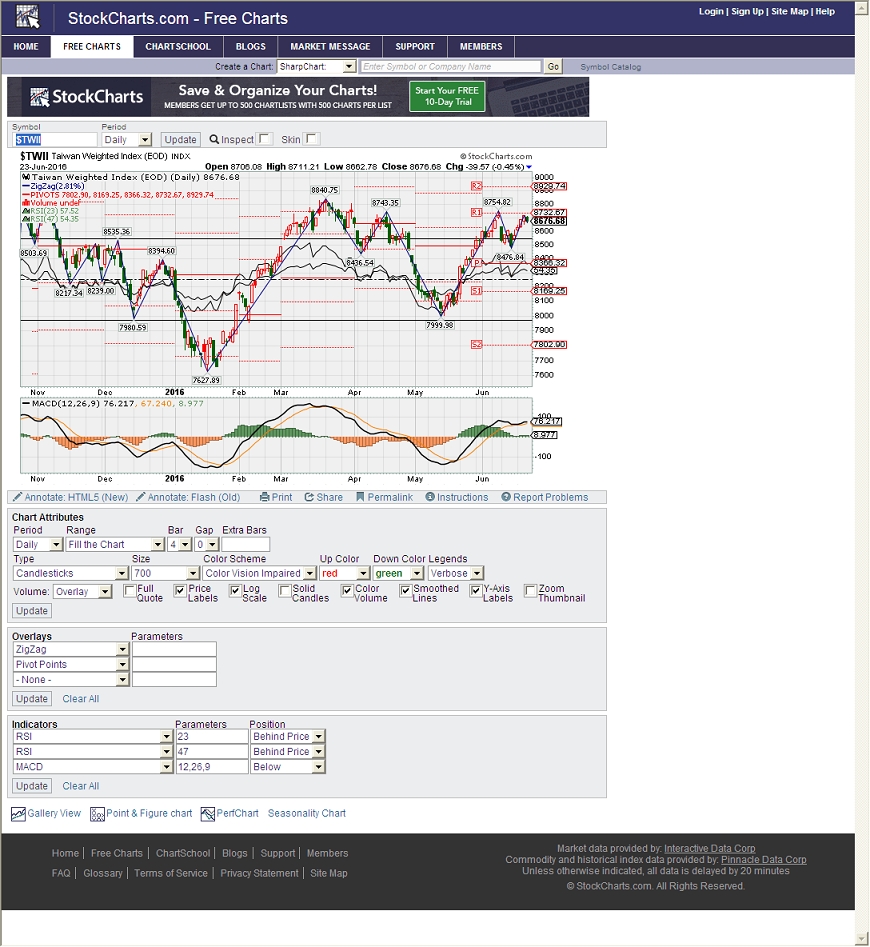 StockCharts.com - Free Charts
Login | Sign Up | Site Map | Help
HOME FREE CHARTS CHARTSCHOOL BLOGS MARKET MESSAGE SUPPORT MEMBERS
Create a Chart: SharpChart: Enter Symbol or Company Name Go Symbol Catalog
StockCharts Save & Organize Your Charts! Start Your FREE
MEMBERS GET UP TO 500 CHARTLISTS WITH 500 CHARTS PER LIST 10-Day Trial
Symbol Period
$TWII Daily Update Inspect Skin
$TWII Taiwan Weighted Index (EOD) INDX © StockCharts.com
23-Jun-2016 Open 8706.08 High 8711.21 Low 8662.78 Close 8676.68 Chg -39.57 (-0.45%)
Taiwan Weighted Index (EOD) (Daily) 8676.68
ZigZag(2.81%)
PIVOTS 7802.90, 8169.25, 8366.32, 8732.67, 8929.74
Volume undef
RSI(23) 57.52
RSI(47) 54.35
9000
R2 8929.74
8840.75
8800
8743.35 8754.82
R1 8732.67
8676.68
8535.36
8500
8503.69 8394.60 8436.54 8476.84
8400
P 8366.32
54.35
8217.34 8239.00
S1 8169.25
8100
8000
7980.59 7999.98
7900
S2 7802.90
7700
7627.89
7600
Nov Dec 2016 Feb Mar Apr May Jun
MACD(12,26,9) 76.217, 67.240, 8.977
100
76.217
8.977
-100
Nov Dec 2016 Feb Mar Apr May Jun
Annotate: HTML5 (New) Annotate: Flash (Old) Print Share Permalink Instructions Report Problems
Chart Attributes
Period Range Bar Gap Extra Bars
Daily Fill the Chart 4 0
Type Size Color Scheme Up Color Down Color Legends
Candlesticks 700 Color Vision Impaired red green Verbose
Volume: Overlay Full Quote Price Labels Log Scale Solid Candles Color Volume Smoothed Lines Y-Axis Labels Zoom Thumbnail
Update
Overlays Parameters
ZigZag
Pivot Points
- None -
Update Clear All
Indicators Parameters Position
RSI 23 Behind Price
RSI 47 Behind Price
MACD 12,26,9 Below
Update Clear All
Gallery View Point & Figure chart PerfChart Seasonality Chart
Home | Free Charts | ChartSchool | Blogs | Support | Members
FAQ | Glossary | Terms of Service | Privacy Statement | Site Map
Market data provided by: Interactive Data Corp
Commodity and historical index data provided by: Pinnacle Data Corp
Unless otherwise indicated, all data is delayed by 20 minutes
© StockCharts.com. All Rights Reserved.